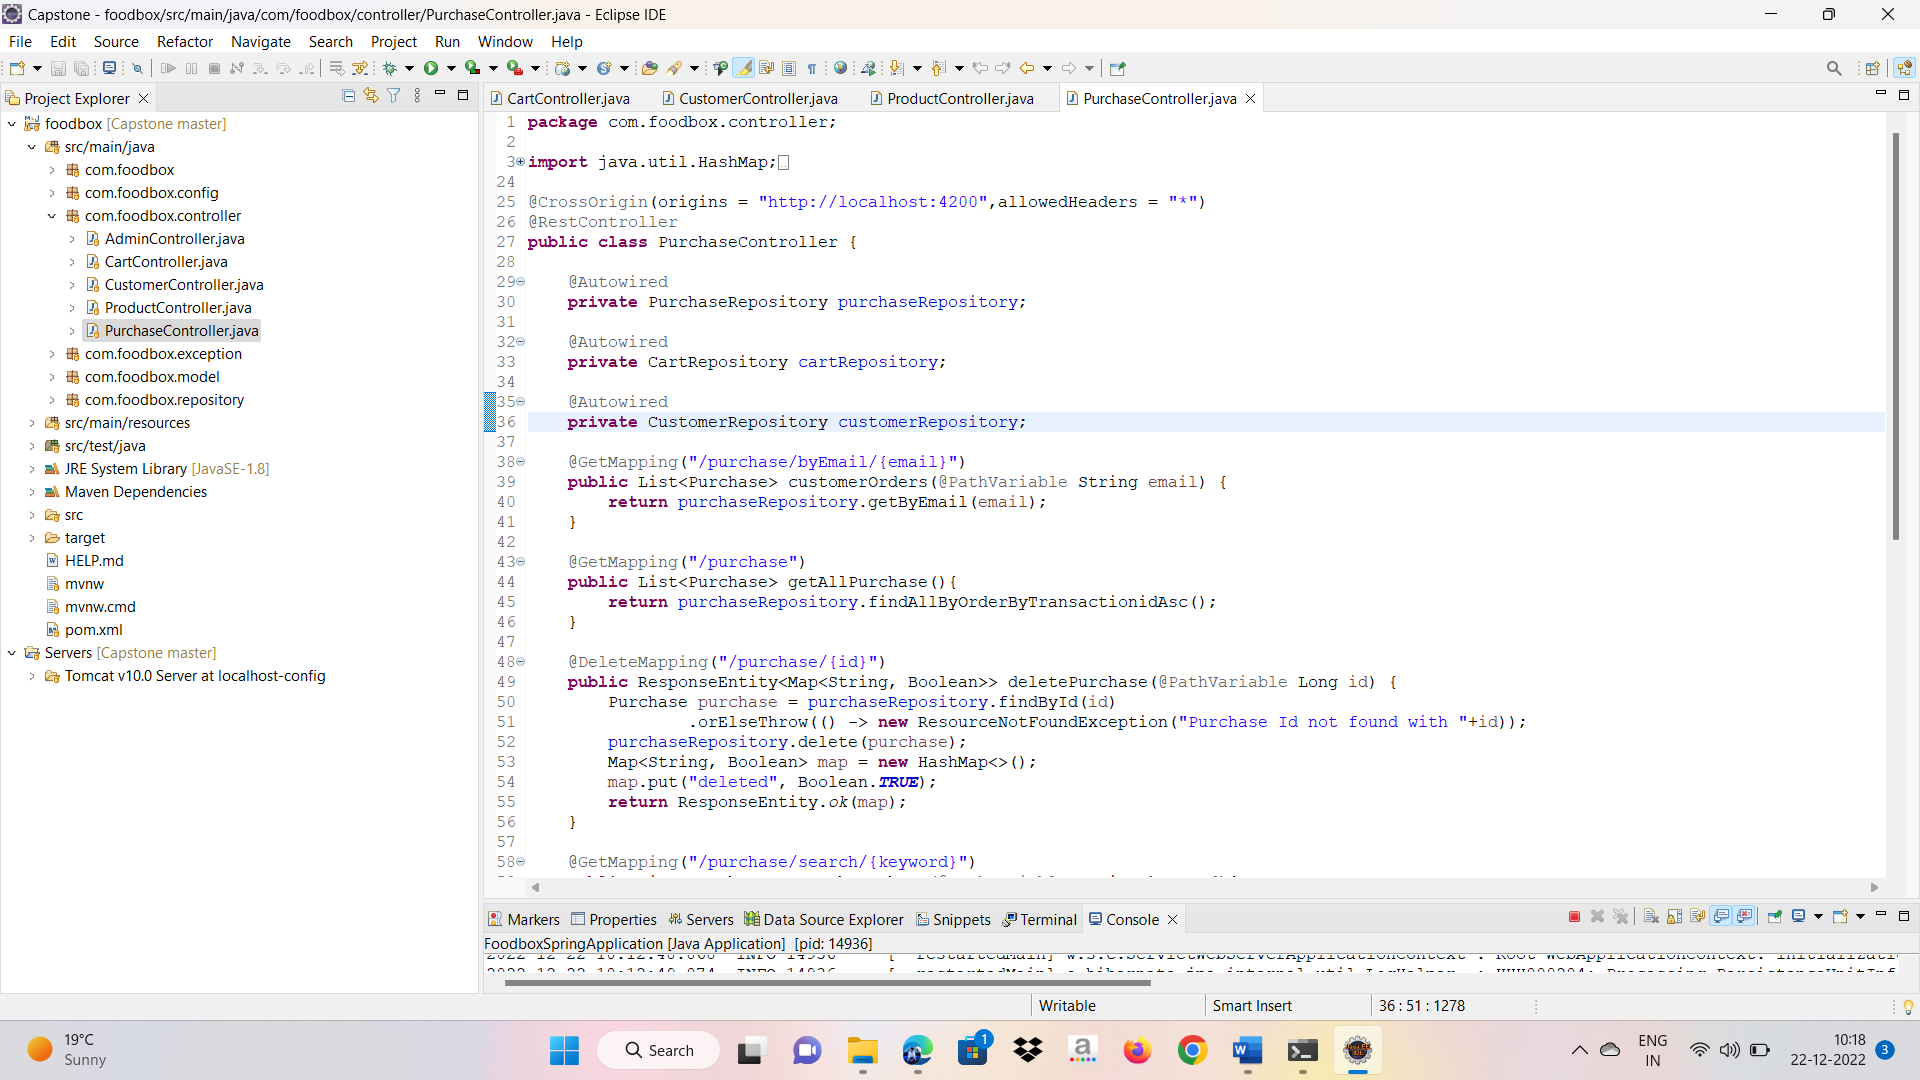 Capstone - foodbox/src/main/java/com/foodbox/controller/PurchaseController.java - Eclipse IDE
File Edit Source Refactor Navigate Search Project Run Window Help
Project Explorer
foodbox [Capstone master]
src/main/java
com.foodbox
com.foodbox.config
com.foodbox.controller
AdminController.java
CartController.java
CustomerController.java
ProductController.java
PurchaseController.java
com.foodbox.exception
com.foodbox.model
com.foodbox.repository
src/main/resources
src/test/java
JRE System Library [JavaSE-1.8]
Maven Dependencies
src
target
HELP.md
mvnw
mvnw.cmd
pom.xml
Servers [Capstone master]
Tomcat v10.0 Server at localhost-config
CartController.java CustomerController.java ProductController.java PurchaseController.java
1 package com.foodbox.controller;
2
3 import java.util.HashMap;
24
25 @CrossOrigin(origins = "http://localhost:4200",allowedHeaders = "*")
26 @RestController
27 public class PurchaseController {
28
29 @Autowired
30 private PurchaseRepository purchaseRepository;
31
32 @Autowired
33 private CartRepository cartRepository;
34
35 @Autowired
36 private CustomerRepository customerRepository;
37
38 @GetMapping("/purchase/byEmail/{email}")
39 public List<Purchase> customerOrders(@PathVariable String email) {
40 return purchaseRepository.getByEmail(email);
41 }
42
43 @GetMapping("/purchase")
44 public List<Purchase> getAllPurchase(){
45 return purchaseRepository.findAllByOrderByTransactionidAsc();
46 }
47
48 @DeleteMapping("/purchase/{id}")
49 public ResponseEntity<Map<String, Boolean>> deletePurchase(@PathVariable Long id) {
50 Purchase purchase = purchaseRepository.findById(id)
51 .orElseThrow(() -> new ResourceNotFoundException("Purchase Id not found with "+id));
52 purchaseRepository.delete(purchase);
53 Map<String, Boolean> map = new HashMap<>();
54 map.put("deleted", Boolean.TRUE);
55 return ResponseEntity.ok(map);
56 }
57
58 @GetMapping("/purchase/search/{keyword}")
Markers Properties Servers Data Source Explorer Snippets Terminal Console
FoodboxSpringApplication [Java Application] [pid: 14936]
Writable Smart Insert 36 : 51 : 1278
19°C
Sunny
Search
1
ENG
IN
10:18
22-12-2022
3